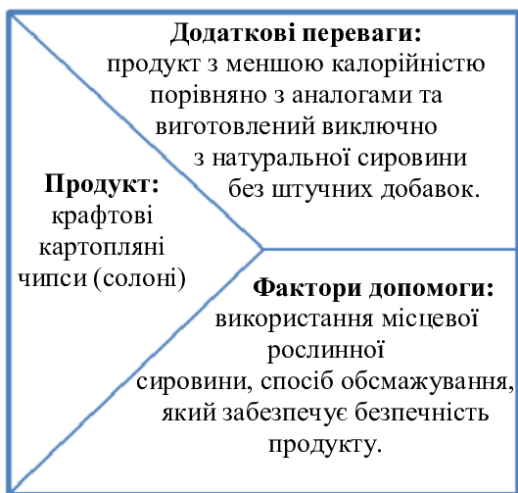 Додаткові переваги:
продукт з меншою калорійністю
порівняно з аналогами та
виготовлений виключно
з натуральної сировини
без штучних добавок.
Продукт:
крафтові
картопляні
чипси (солоні)
Фактори допомоги:
використання місцевої
рослинної
сировини, спосіб обсмажування,
який забезпечує безпечність
продукту.